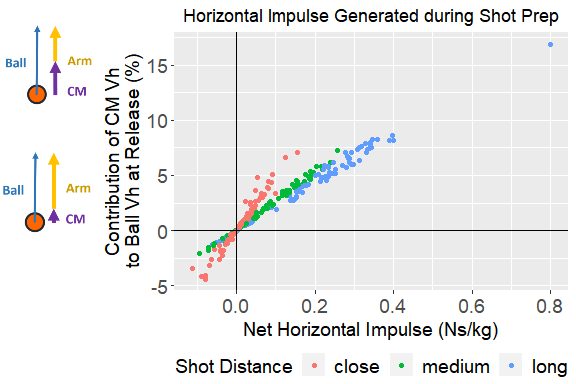 Horizontal Impulse Generated during Shot Prep
Ball
Arm
CM
Ball
Arm
CM
Contribution of CM Vh
to Ball Vh at Release (%)
15
10
5
0
-5
0.0 0.2 0.4 0.6 0.8
Net Horizontal Impulse (Ns/kg)
Shot Distance close medium long